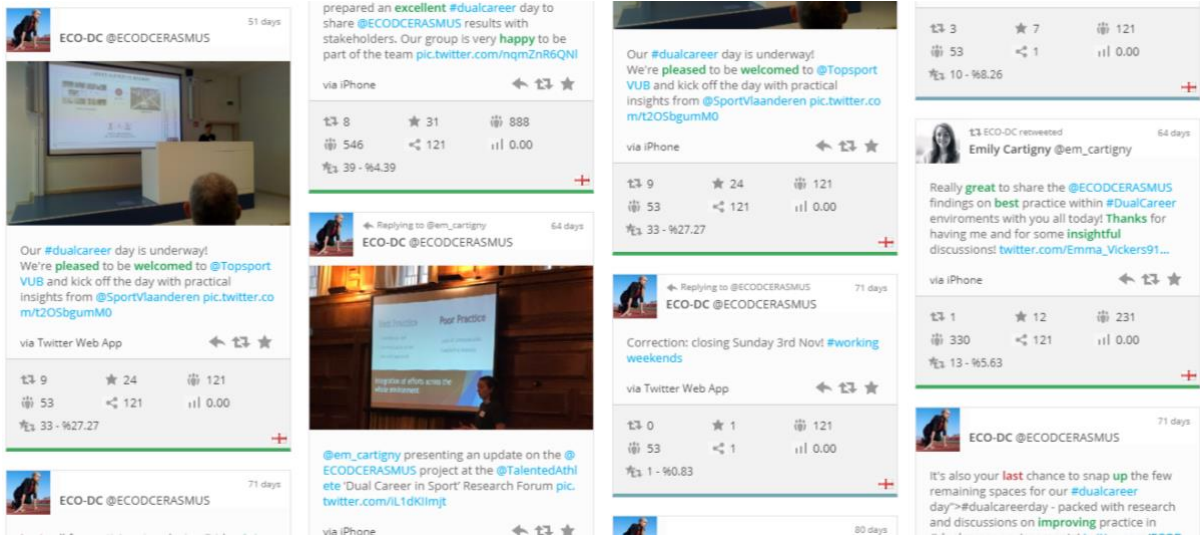 51 days
ECO-DC @ECODCERASMUS
Our #dualcareer day is underway!
We're pleased to be welcomed to @Topsport
VUB and kick off the day with practical
insights from @SportVlaanderen pic.twitter.co
m/t2OSbgumM0
via Twitter Web App
9 24 121
53 121 0.00
33 - %27.27
71 days
ECO-DC @ECODCERASMUS
prepared an excellent #dualcareer day to
share @ECODCERASMUS results with
stakeholders. Our group is very happy to be
part of the team pic.twitter.com/nqmZnR6QNl
via iPhone
8 31 888
546 121 0.00
39 - %4.39
Replying to @em_cartigny 64 days
ECO-DC @ECODCERASMUS
Poor Practice
Integration of efforts across the
whole environment
@em_cartigny presenting an update on the @
ECODCERASMUS project at the @TalentedAthl
ete 'Dual Career in Sport' Research Forum pic.
twitter.com/iL1dKIImjt
via iPhone
Our #dualcareer day is underway!
We're pleased to be welcomed to @Topsport
VUB and kick off the day with practical
insights from @SportVlaanderen pic.twitter.co
m/t2OSbgumM0
via iPhone
9 24 121
53 121 0.00
33 - %27.27
Replying to @ECODCERASMUS 71 days
ECO-DC @ECODCERASMUS
Correction: closing Sunday 3rd Nov! #working
weekends
via Twitter Web App
0 1 121
53 1 0.00
1 - %0.83
80 days
3 7 121
53 1 0.00
10 - %8.26
ECO-DC retweeted 64 days
Emily Cartigny @em_cartigny
Really great to share the @ECODCERASMUS
findings on best practice within #DualCareer
enviroments with you all today! Thanks for
having me and for some insightful
discussions! twitter.com/Emma_Vickers91...
via iPhone
1 12 231
330 121 0.00
13 - %5.63
71 days
ECO-DC @ECODCERASMUS
It's also your last chance to snap up the few
remaining spaces for our #dualcareer
day">#dualcareerday - packed with research
and discussions on improving practice in